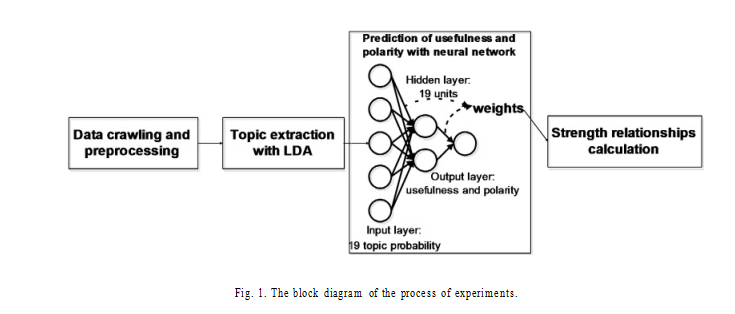 Prediction of usefulness and
polarity with neural network
Hidden layer:
19 units
weights
Data crawling and
preprocessing
Topic extraction
with LDA
Strength relationships
calculation
Output layer:
usefulness and polarity
Input layer:
19 topic probability
Fig. 1. The block diagram of the process of experiments.